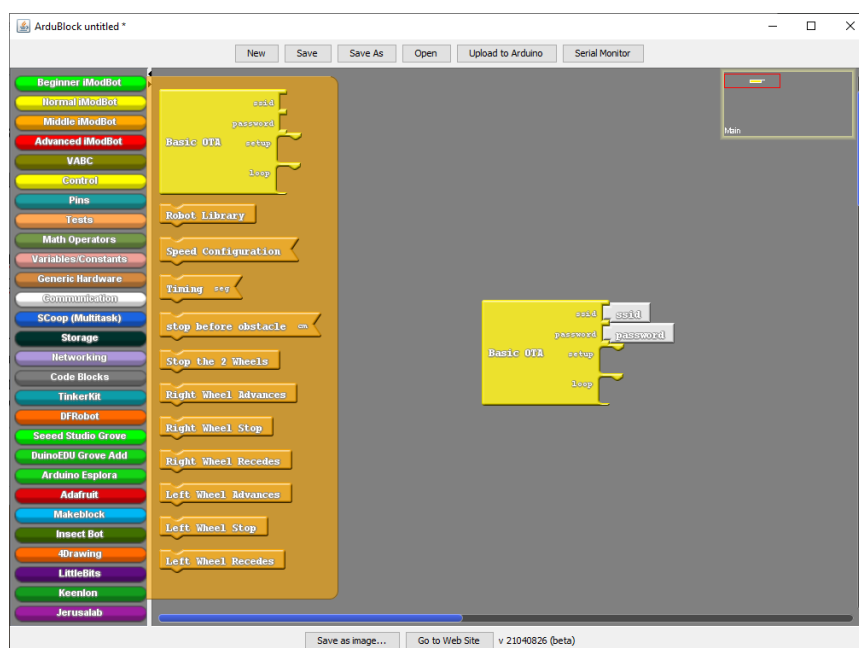 ArduBlock untitled *
New Save Save As Open Upload to Arduino Serial Monitor
Beginner iModBot
Normal iModBot
Middle iModBot
Advanced iModBot
VABC
Control
Pins
Tests
Math Operators
Variables/Constants
Generic Hardware
Communication
SCoop (Multitask)
Storage
Networking
Code Blocks
TinkerKit
DFRobot
Seeed Studio Grove
DuinoEDU Grove Add
Arduino Esplora
Adafruit
Makeblock
Insect Bot
4Drawing
LittleBits
Keenlon
Jerusalab
ssid
password
Basic OTA setup
loop
Robot Library
Speed Configuration
Timing seg
stop before obstacle cm
Stop the 2 Wheels
Right Wheel Advances
Right Wheel Stop
Right Wheel Recedes
Left Wheel Advances
Left Wheel Stop
Left Wheel Recedes
Main
ssid ssid
password password
Basic OTA setup
loop
Save as image... Go to Web Site v 21040826 (beta)